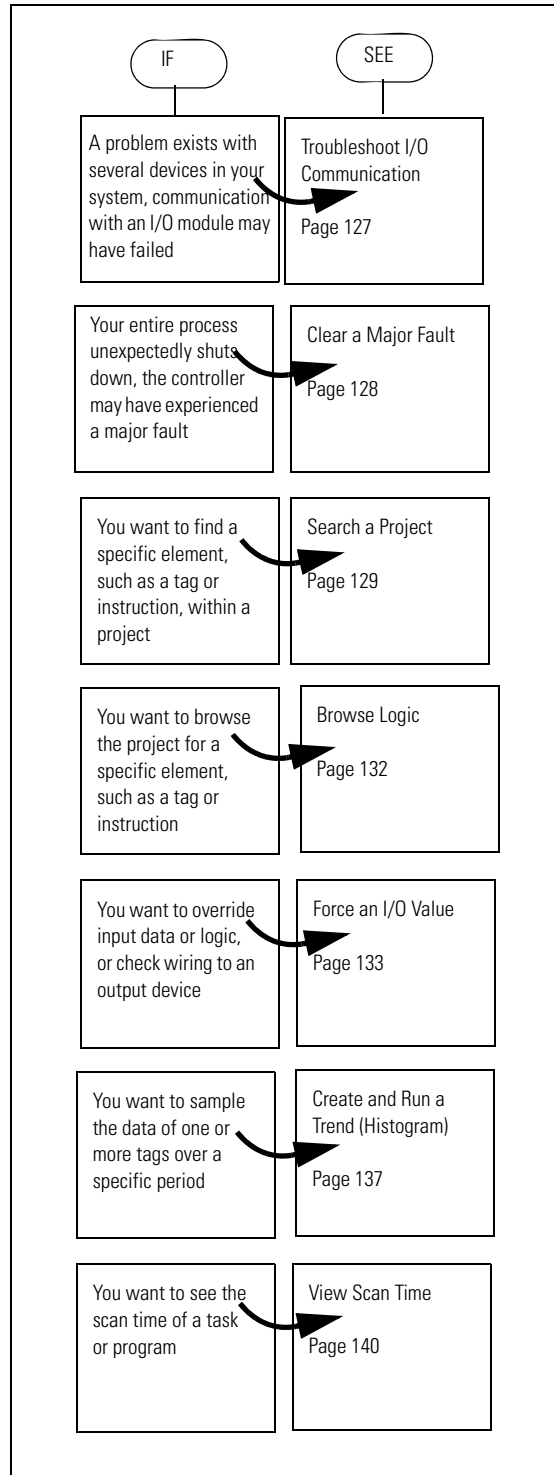 IF
SEE
A problem exists with
several devices in your
system, communication
with an I/O module may
have failed
Troubleshoot I/O
Communication
Page 127
Your entire process
unexpectedly shuts
down, the controller
may have experienced
a major fault
Clear a Major Fault
Page 128
You want to find a
specific element,
such as a tag or
instruction, within a
project
Search a Project
Page 129
You want to browse
the project for a
specific element,
such as a tag or
instruction
Browse Logic
Page 132
You want to override
input data or logic,
or check wiring to an
output device
Force an I/O Value
Page 133
You want to sample
the data of one or
more tags over a
specific period
Create and Run a
Trend (Histogram)
Page 137
You want to see the
scan time of a task
or program
View Scan Time
Page 140